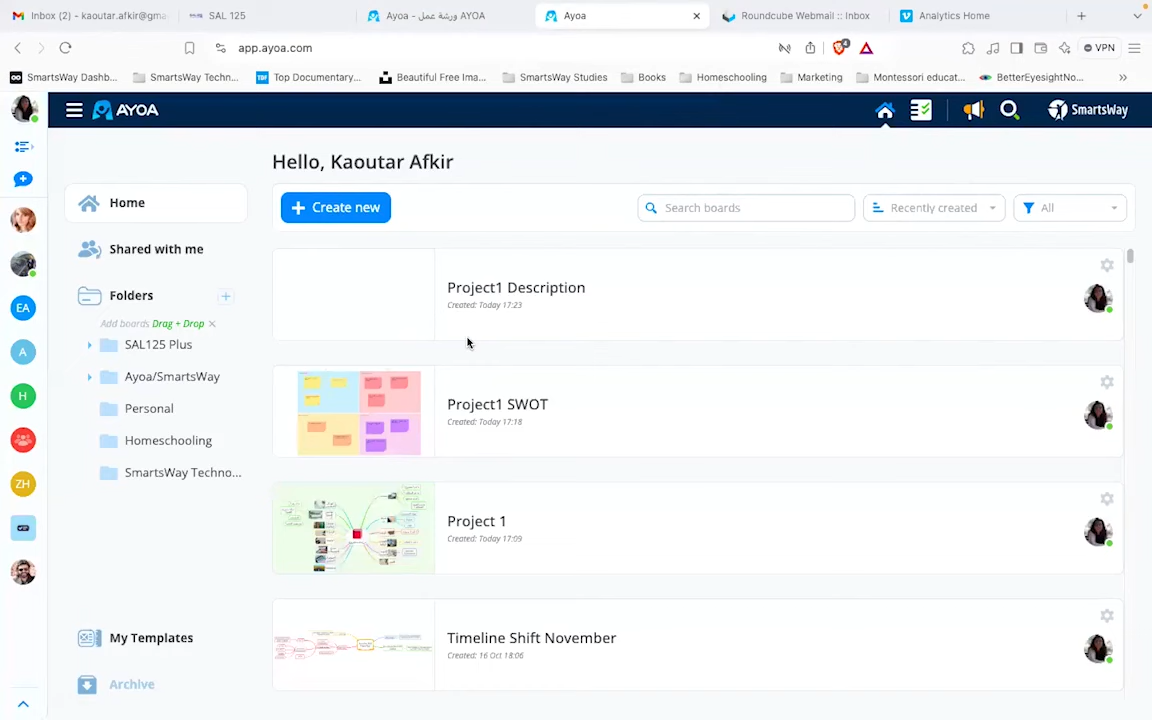 Inbox (2) - kaoutar.afkir@gma
SAL 125
Ayoa - ورشة عمل AYOA
Ayoa
Roundcube Webmail :: Inbox
Analytics Home
app.ayoa.com
4
VPN
SmartsWay Dashb...
SmartsWay Techn...
TDF
Top Documentary...
Beautiful Free Ima...
SmartsWay Studies
Books
Homeschooling
Marketing
Montessori educat...
BetterEyesightNo...
AYOA
SmartsWay
Hello, Kaoutar Afkir
Home
Create new
Search boards
Recently created
All
Shared with me
Folders
Add boards Drag + Drop
SAL125 Plus
Ayoa/SmartsWay
Personal
Homeschooling
SmartsWay Techno...
My Templates
Archive
EA
A
H
ZH
Project1 Description
Created: Today 17:23
Project1 SWOT
Created: Today 17:18
Project 1
Created: Today 17:09
Timeline Shift November
Created: 16 Oct 18:06